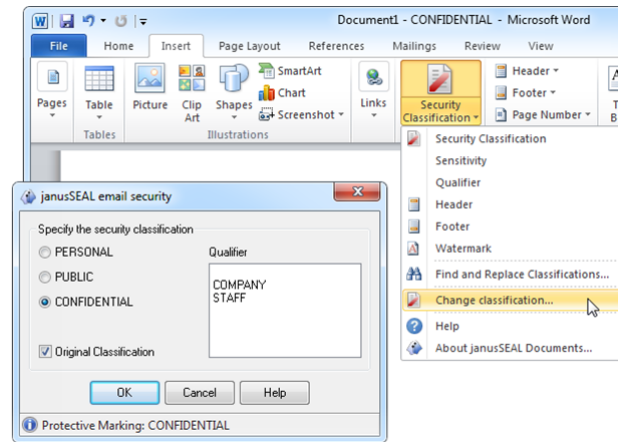 Document1 - CONFIDENTIAL - Microsoft Word
File Home Insert Page Layout References Mailings Review View
Pages
Table
Picture
Clip Art
Shapes
SmartArt
Chart
Screenshot
Links
Security Classification
Header
Footer
Page Number
Tables
Illustrations
Security Classification
Sensitivity
Qualifier
Header
Footer
Watermark
Find and Replace Classifications...
Change classification...
Help
About janusSEAL Documents...
janusSEAL email security
Specify the security classification
PERSONAL
PUBLIC
CONFIDENTIAL
Qualifier
COMPANY
STAFF
Original Classification
OK Cancel Help
Protective Marking: CONFIDENTIAL